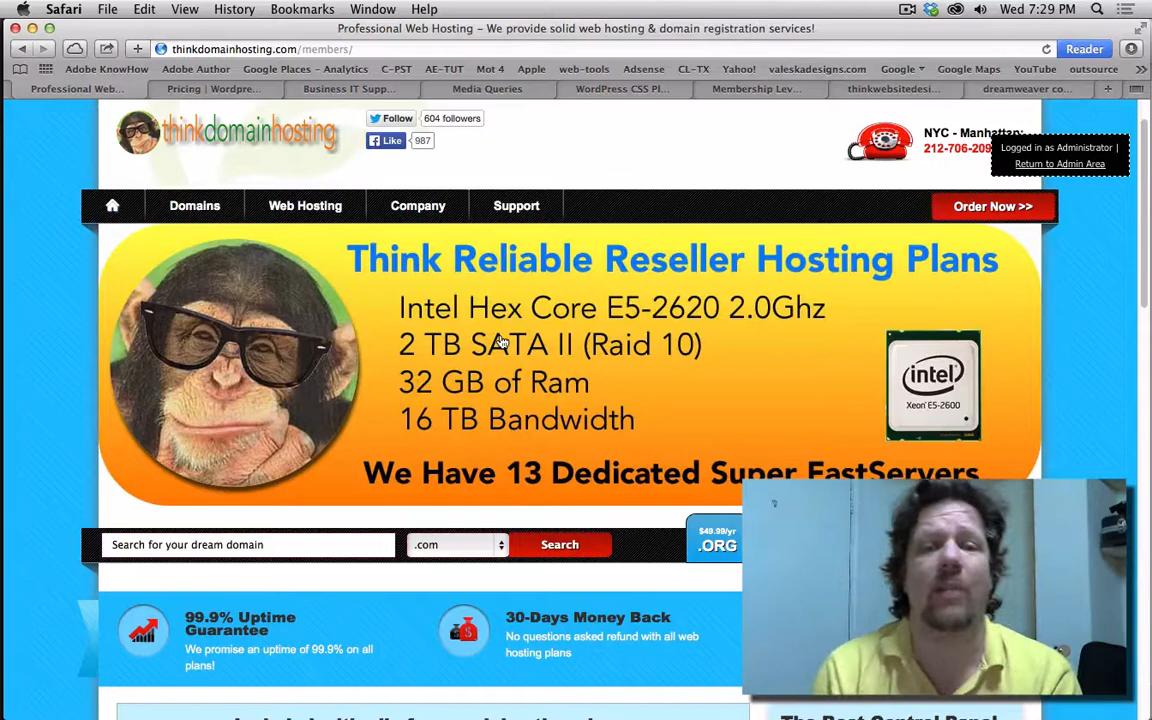 Safari File Edit View History Bookmarks Window Help Wed 7:29 PM
Professional Web Hosting – We provide solid web hosting & domain registration services!
thinkdomainhosting.com/members/ Reader
Adobe KnowHow Adobe Author Google Places - Analytics C-PST AE-TUT Mot 4 Apple web-tools Adsense CL-TX Yahoo! valeskadesigns.com Google Google Maps YouTube outsource
Professional Web... Pricing | Wordpre... Business IT Supp... Media Queries WordPress CSS Pl... Membership Lev... thinkwebsitedesi... dreamweaver co...
thinkdomainhosting
Follow 604 followers
Like 987
NYC - Manhattan:
212-706-209
Logged in as Administrator |
Return to Admin Area
Domains Web Hosting Company Support Order Now >>
Think Reliable Reseller Hosting Plans
Intel Hex Core E5-2620 2.0Ghz
2 TB SATA II (Raid 10)
32 GB of Ram
16 TB Bandwidth
intel
Xeon® E5-2600
We Have 13 Dedicated Super FastServers
Search for your dream domain .com Search
$49.99/yr
.ORG
99.9% Uptime
Guarantee
We promise an uptime of 99.9% on all
plans!
30-Days Money Back
No questions asked refund with all web
hosting plans
The Best Control Panel